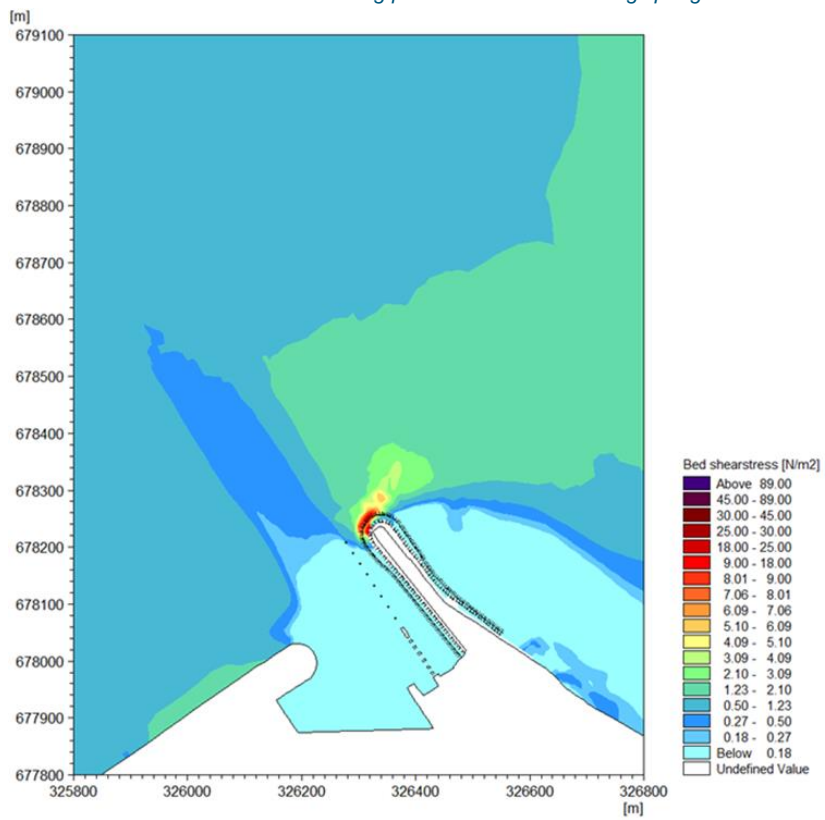 [m]
679100
679000
678900
678800
678700
678600
678500
678400
678300
678200
678100
678000
677900
677800
325800 326000 326200 326400 326600 326800
[m]
Bed shearstress [N/m2]
Above 89.00
45.00 - 89.00
30.00 - 45.00
25.00 - 30.00
18.00 - 25.00
9.00 - 18.00
8.01 - 9.00
7.06 - 8.01
6.09 - 7.06
5.10 - 6.09
4.09 - 5.10
3.09 - 4.09
2.10 - 3.09
1.23 - 2.10
0.50 - 1.23
0.27 - 0.50
0.18 - 0.27
Below 0.18
Undefined Value